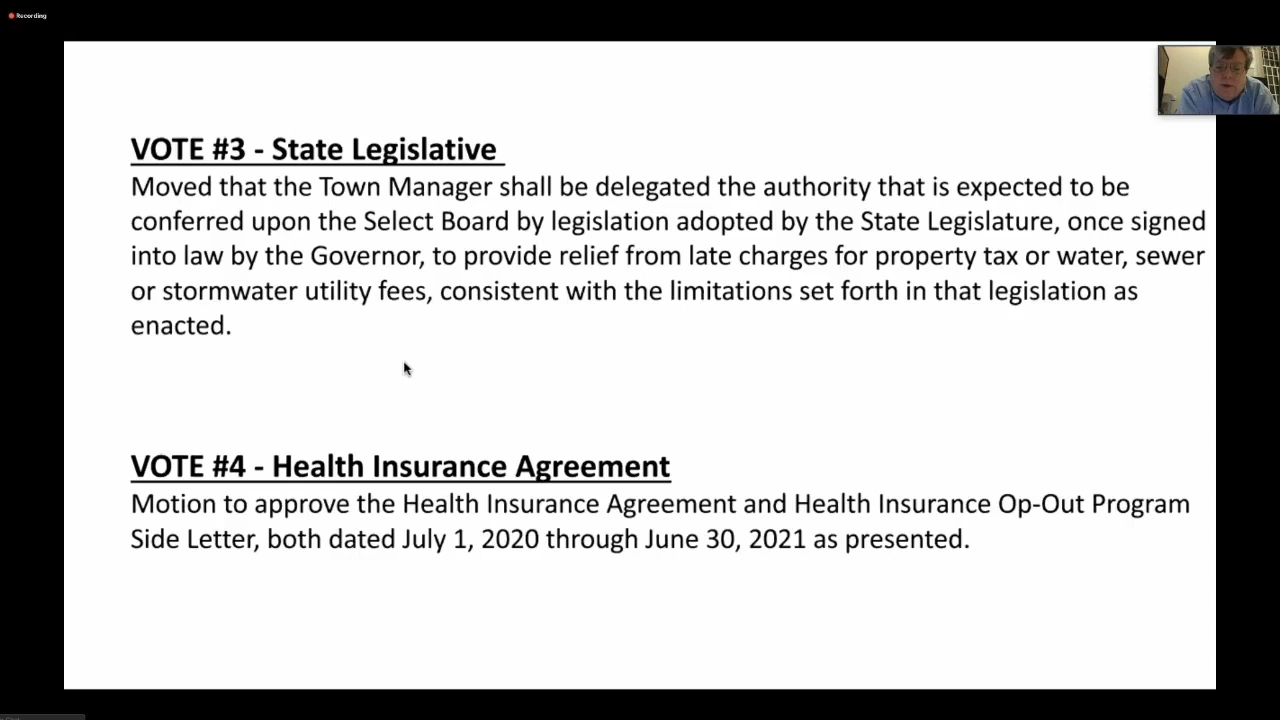 Recording
VOTE #3 - State Legislative
Moved that the Town Manager shall be delegated the authority that is expected to be
conferred upon the Select Board by legislation adopted by the State Legislature, once signed
into law by the Governor, to provide relief from late charges for property tax or water, sewer
or stormwater utility fees, consistent with the limitations set forth in that legislation as
enacted.
VOTE #4 - Health Insurance Agreement
Motion to approve the Health Insurance Agreement and Health Insurance Op-Out Program
Side Letter, both dated July 1, 2020 through June 30, 2021 as presented.